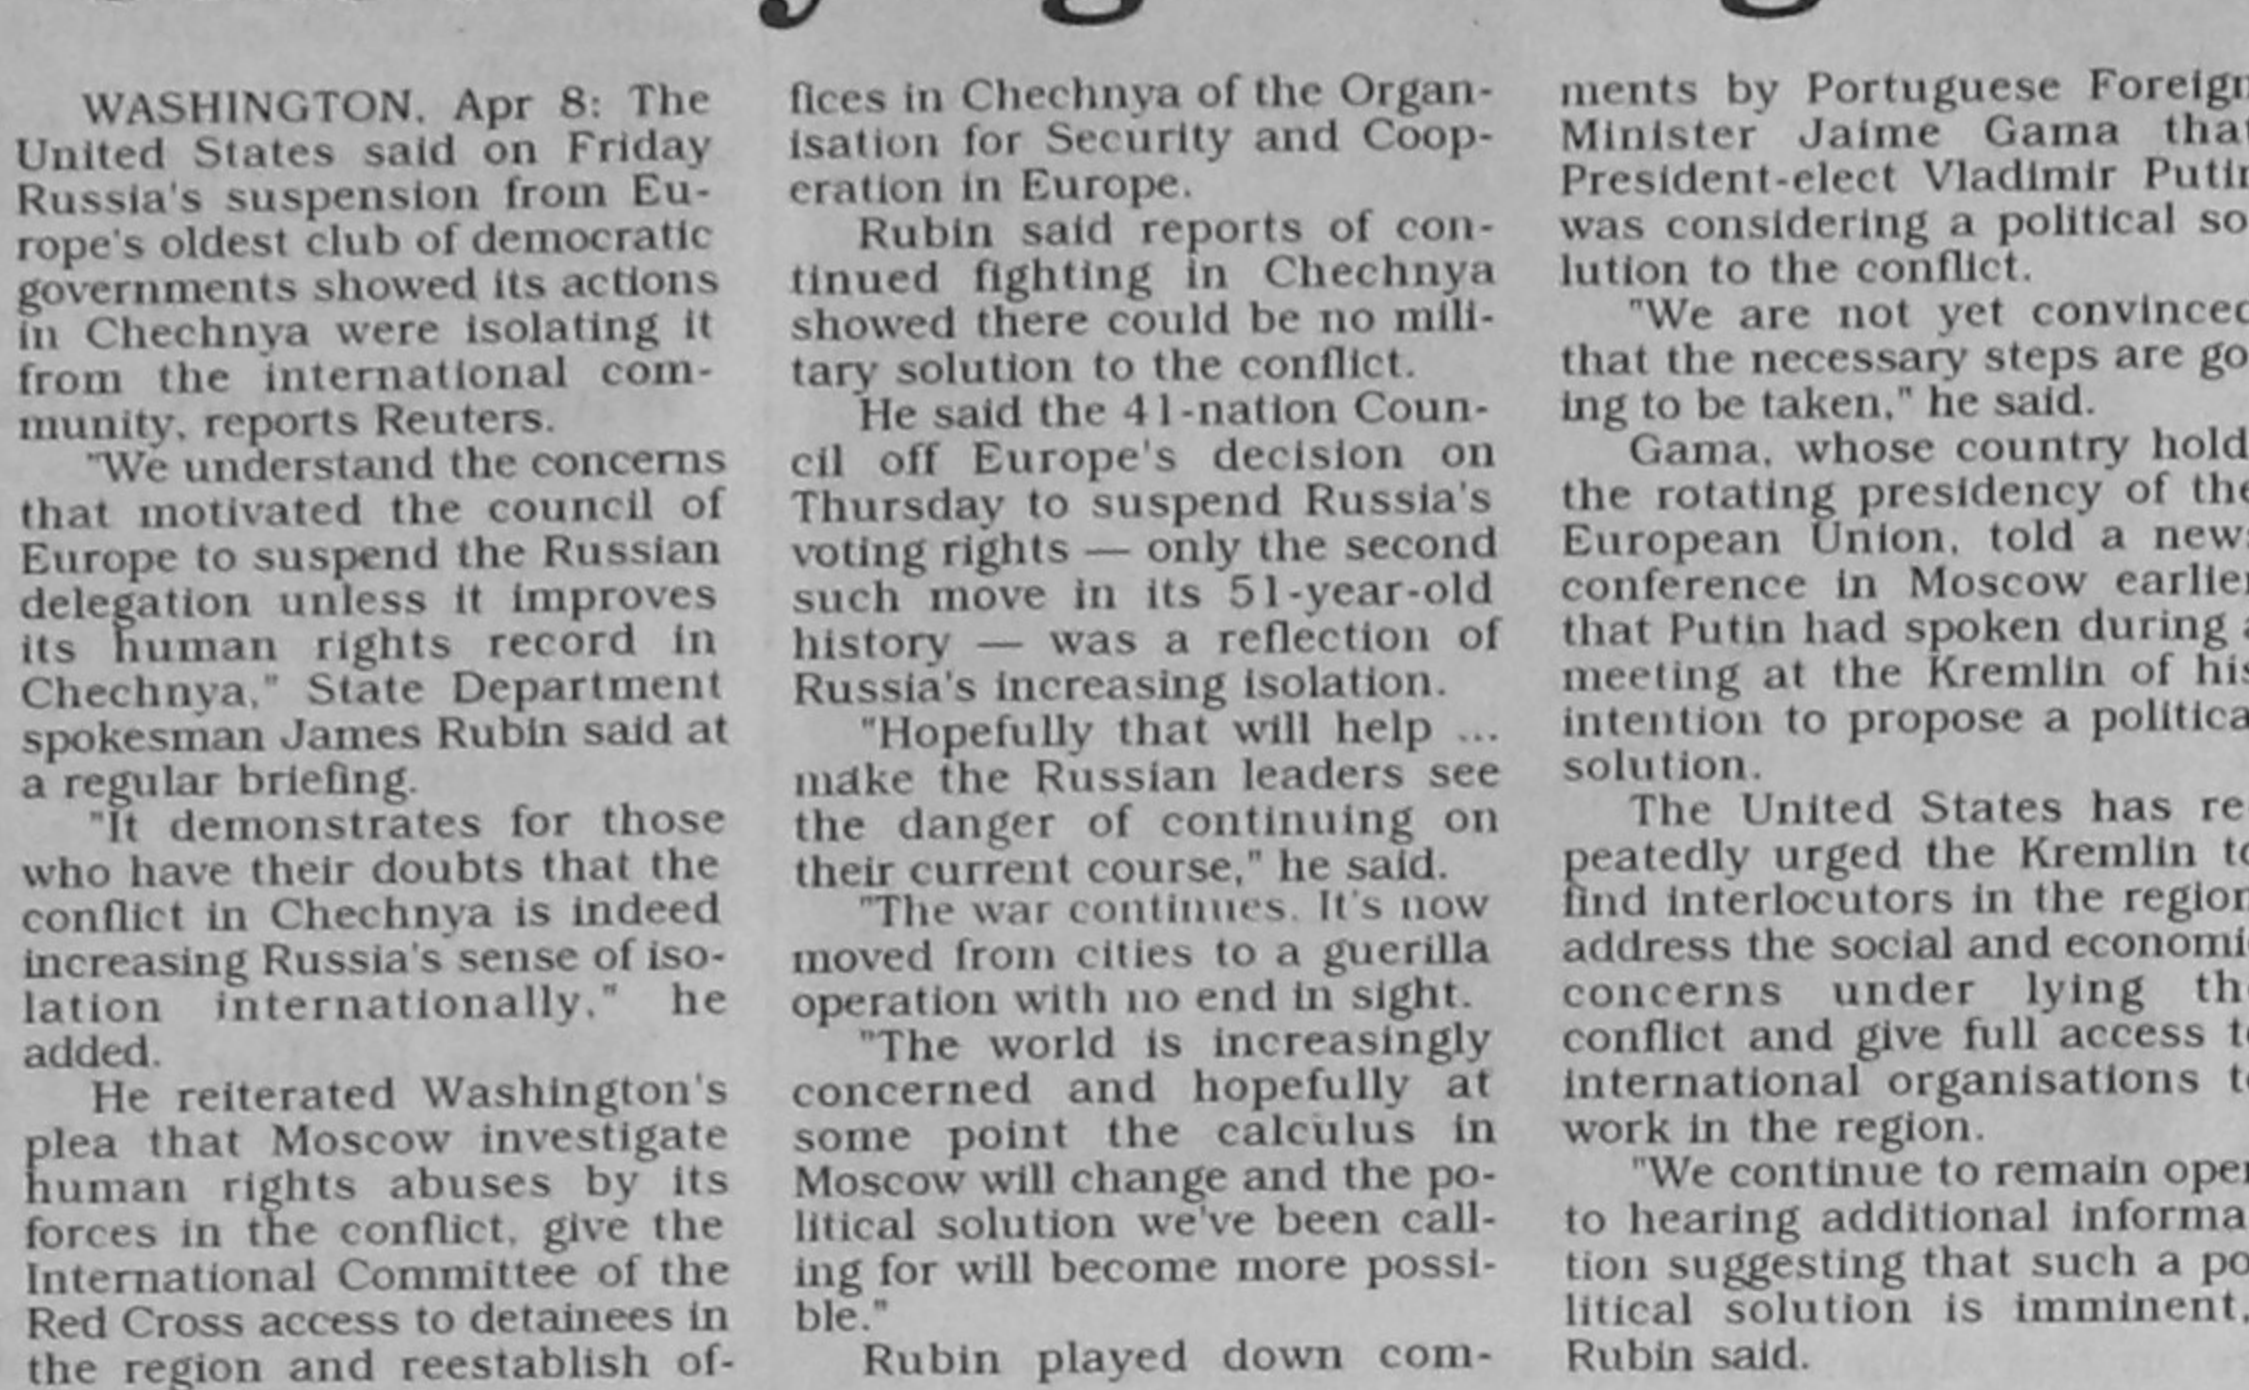 WASHINGTON, Apr 8: The
United States said on Friday
Russia's suspension from Eu-
rope's oldest club of democratic
governments showed its actions
in Chechnya were isolating it
from the international com-
munity, reports Reuters.
"We understand the concerns
that motivated the council of
Europe to suspend the Russian
delegation unless it improves
its human rights record in
Chechnya," State Department
spokesman James Rubin said at
a regular briefing.
"It demonstrates for those
who have their doubts that the
conflict in Chechnya is indeed
increasing Russia's sense of iso-
lation internationally," he
added.
He reiterated Washington's
plea that Moscow investigate
human rights abuses by its
forces in the conflict, give the
International Committee of the
Red Cross access to detainees in
the region and reestablish of-
fices in Chechnya of the Organ-
isation for Security and Coop-
eration in Europe.
Rubin said reports of con-
tinued fighting in Chechnya
showed there could be no mili-
tary solution to the conflict.
He said the 41-nation Coun-
cil off Europe's decision on
Thursday to suspend Russia's
voting rights — only the second
such move in its 51-year-old
history — was a reflection of
Russia's increasing isolation.
"Hopefully that will help ...
make the Russian leaders see
the danger of continuing on
their current course," he said.
"The war continues. It's now
moved from cities to a guerilla
operation with no end in sight.
"The world is increasingly
concerned and hopefully at
some point the calculus in
Moscow will change and the po-
litical solution we've been call-
ing for will become more possi-
ble."
Rubin played down com-
ments by Portuguese Foreign
Minister Jaime Gama that
President-elect Vladimir Putin
was considering a political so
lution to the conflict.
"We are not yet convinced
that the necessary steps are go
ing to be taken," he said.
Gama, whose country hold
the rotating presidency of the
European Union, told a news
conference in Moscow earlier
that Putin had spoken during a
meeting at the Kremlin of his
intention to propose a politica
solution.
The United States has re
peatedly urged the Kremlin to
find interlocutors in the region
address the social and economi
concerns under lying th
conflict and give full access to
international organisations to
work in the region.
"We continue to remain open
to hearing additional informa
tion suggesting that such a po
litical solution is imminent,
Rubin said.